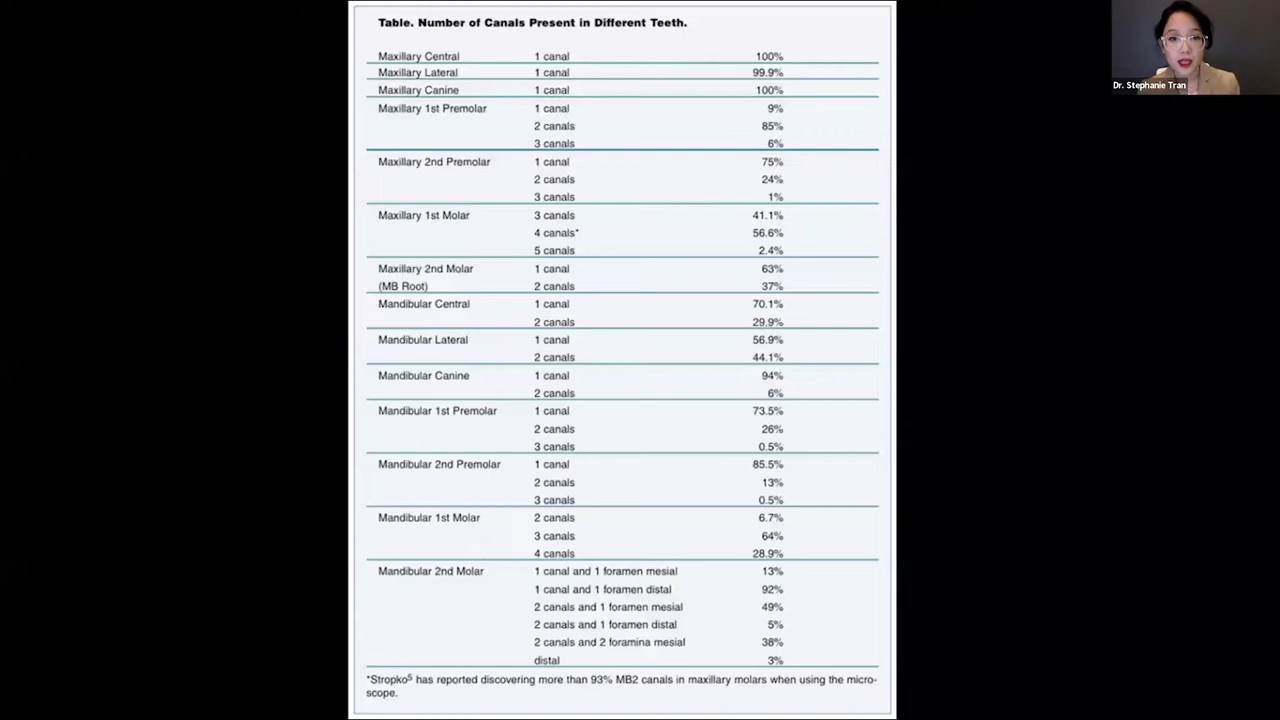 Table. Number of Canals Present in Different Teeth.
Maxillary Central 1 canal 100%
Maxillary Lateral 1 canal 99.9%
Maxillary Canine 1 canal 100%
Maxillary 1st Premolar 1 canal 9%
2 canals 85%
3 canals 6%
Maxillary 2nd Premolar 1 canal 75%
2 canals 24%
3 canals 1%
Maxillary 1st Molar 3 canals 41.1%
4 canals* 56.6%
5 canals 2.4%
Maxillary 2nd Molar 1 canal 63%
(MB Root) 2 canals 37%
Mandibular Central 1 canal 70.1%
2 canals 29.9%
Mandibular Lateral 1 canal 56.9%
2 canals 44.1%
Mandibular Canine 1 canal 94%
2 canals 6%
Mandibular 1st Premolar 1 canal 73.5%
2 canals 26%
3 canals 0.5%
Mandibular 2nd Premolar 1 canal 85.5%
2 canals 13%
3 canals 0.5%
Mandibular 1st Molar 2 canals 6.7%
3 canals 64%
4 canals 28.9%
Mandibular 2nd Molar 1 canal and 1 foramen mesial 13%
1 canal and 1 foramen distal 92%
2 canals and 1 foramen mesial 49%
2 canals and 1 foramen distal 5%
2 canals and 2 foramina mesial 38%
distal 3%
*Stropko5 has reported discovering more than 93% MB2 canals in maxillary molars when using the micro-
scope.
Dr. Stephanie Tran